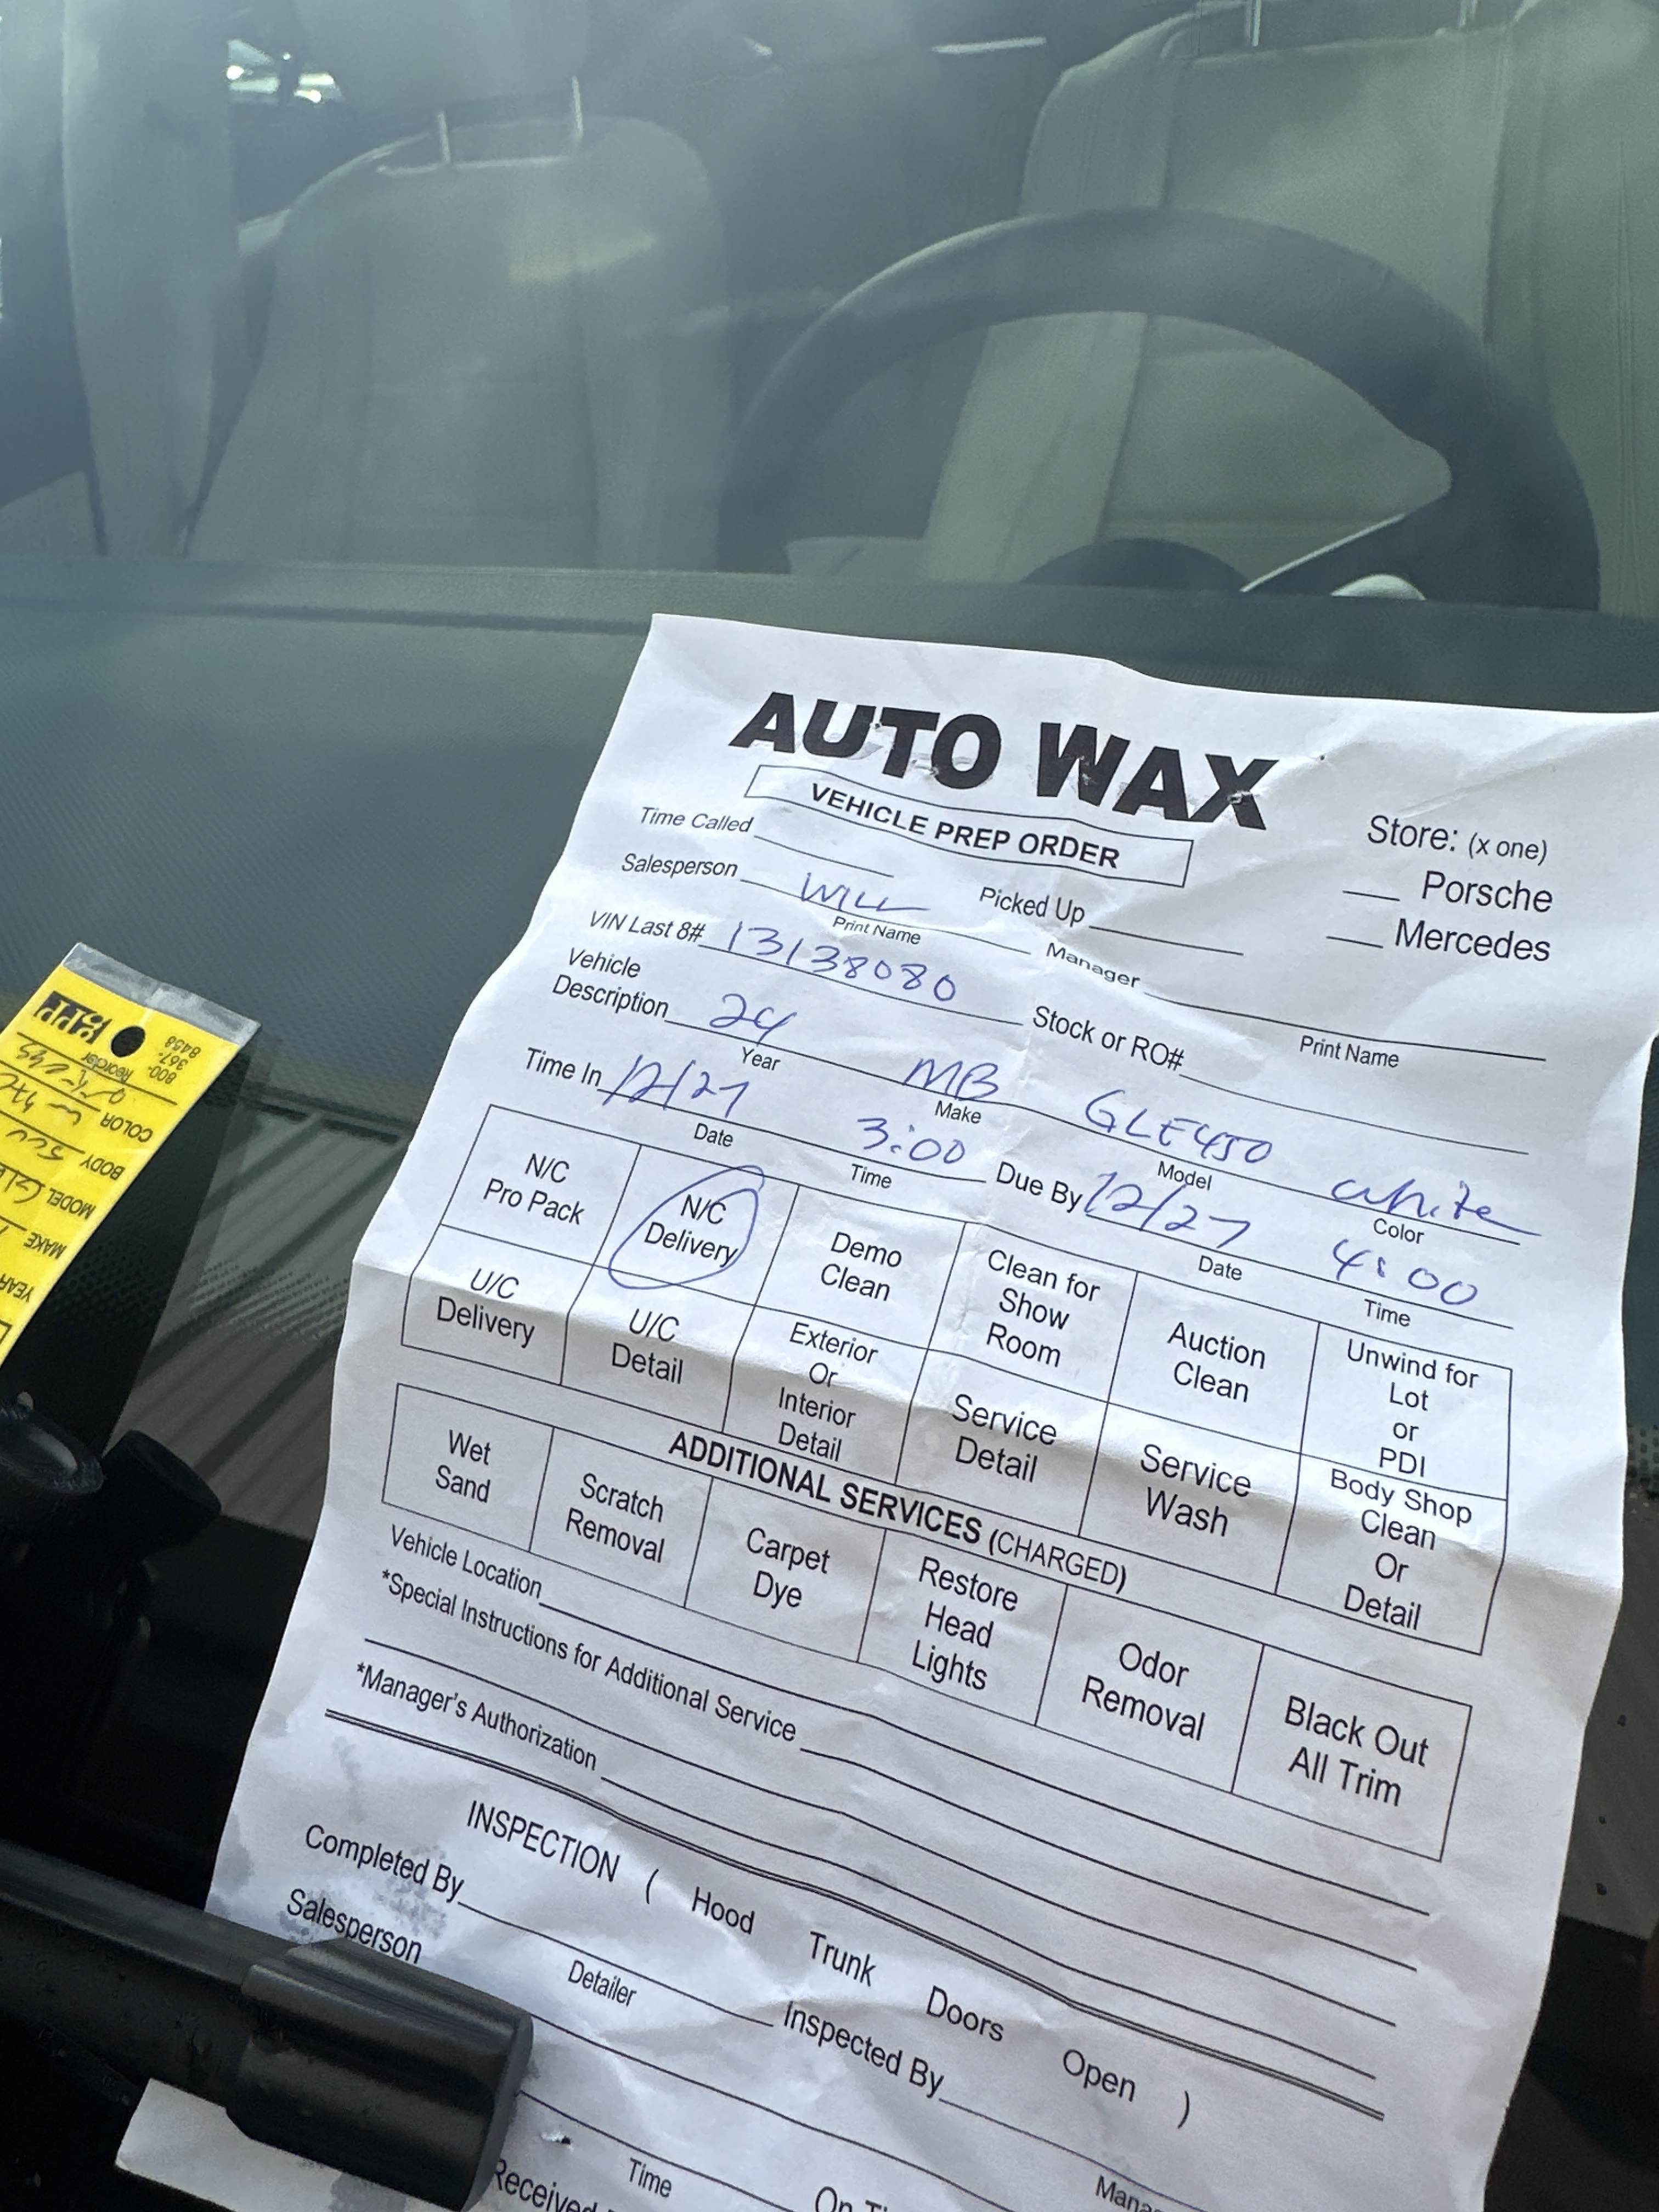 AUTO WAX
VEHICLE PREP ORDER
Store: (x one)
Porsche
Mercedes
Time Called
Picked Up
Salesperson WILL Manager
Print Name Print Name
VIN Last 8# 13138080 Stock or RO#
Vehicle Description 24 MB GLE450 white
Year Make Model Color
Time In 12/27 3:00 Due By 12/27 4:00
Date Time Date Time
N/C Pro Pack
N/C Delivery
Demo Clean
Clean for Show Room
Auction Clean
Unwind for Lot or PDI
U/C Delivery
U/C Detail
Exterior Or Interior Detail
Service Detail
Service Wash
Body Shop Clean Or Detail
ADDITIONAL SERVICES (CHARGED)
Wet Sand
Scratch Removal
Carpet Dye
Restore Head Lights
Odor Removal
Black Out All Trim
Vehicle Location
*Special Instructions for Additional Service
*Manager's Authorization
INSPECTION ( Hood Trunk Doors Open )
Completed By Inspected By
Detailer
Salesperson
Time
Received
Reorder
800-
367-
8458
COLOR
BODY
MODEL
MAKE
YEAR